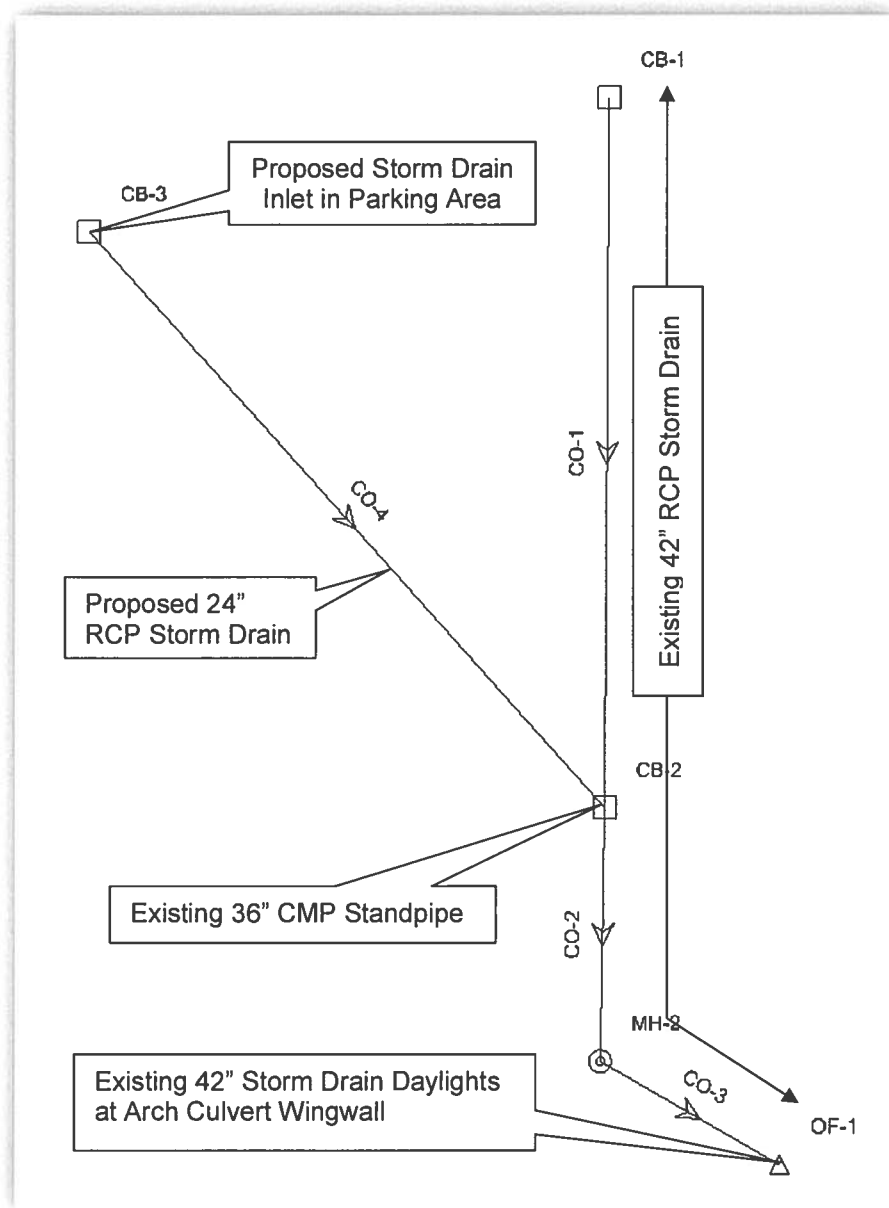 CB-1
Proposed Storm Drain
Inlet in Parking Area
CB-3
Existing 42” RCP Storm Drain
CO-1
CO-4
Proposed 24”
RCP Storm Drain
CB-2
Existing 36” CMP Standpipe
CO-2
MH-2
Existing 42” Storm Drain Daylights
at Arch Culvert Wingwall
CO-3
OF-1